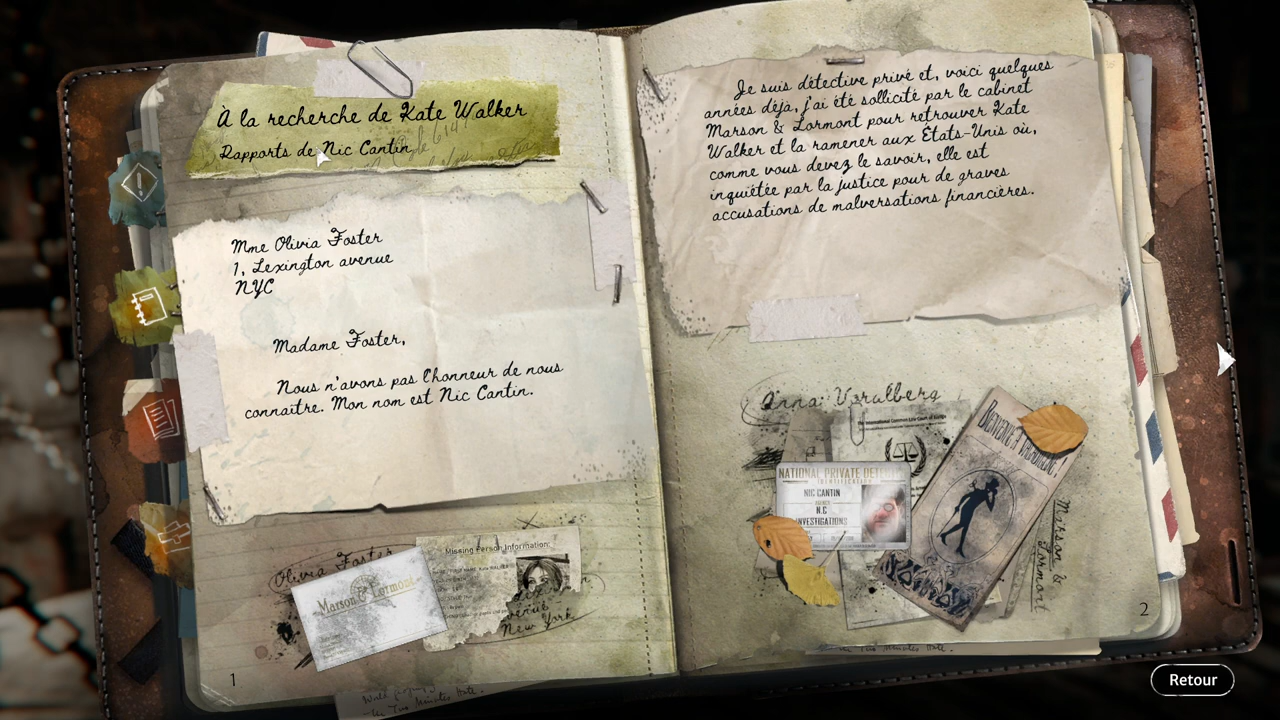 À la recherche de Kate Walker
Rapports de Nic Cantin
Mme Olivia Foster
1, Lexington avenue
NYC
Madame Foster,
Nous n'avons pas l'honneur de nous
connaître. Mon nom est Nic Cantin.
Olivia Foster
Marson & Lormont
Missing Person Information:
avenue
New York
1
Je suis détective privé et, voici quelques
années déjà, j'ai été sollicité par le cabinet
Marson & Lormont pour retrouver Kate
Walker et la ramener aux États-Unis où,
comme vous devez le savoir, elle est
inquiétée par la Justice pour de graves
accusations de malversations financières.
Anna Voralberg
NATIONAL PRIVATE DETE
IDENTIFICATION
NIC CANTIN
N.C
INVESTIGATIONS
Marson &
Lormont
2
Retour